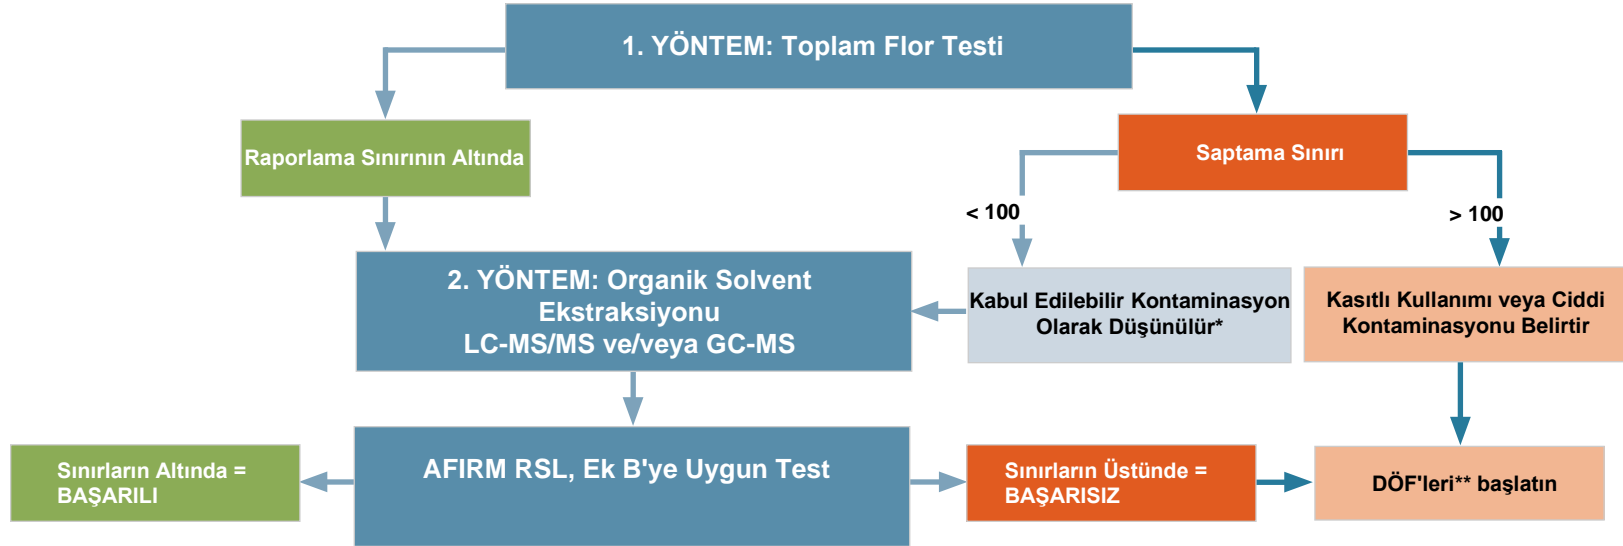 1. YÖNTEM: Toplam Flor Testi
Raporlama Sınırının Altında
Saptama Sınırı
< 100
> 100
2. YÖNTEM: Organik Solvent
Ekstraksiyonu
LC-MS/MS ve/veya GC-MS
Kabul Edilebilir Kontaminasyon
Olarak Düşünülür*
Kasıtlı Kullanımı veya Ciddi
Kontaminasyonu Belirtir
Sınırların Altında =
BAŞARILI
AFIRM RSL, Ek B'ye Uygun Test
Sınırların Üstünde =
BAŞARISIZ
DÖF'leri** başlatın